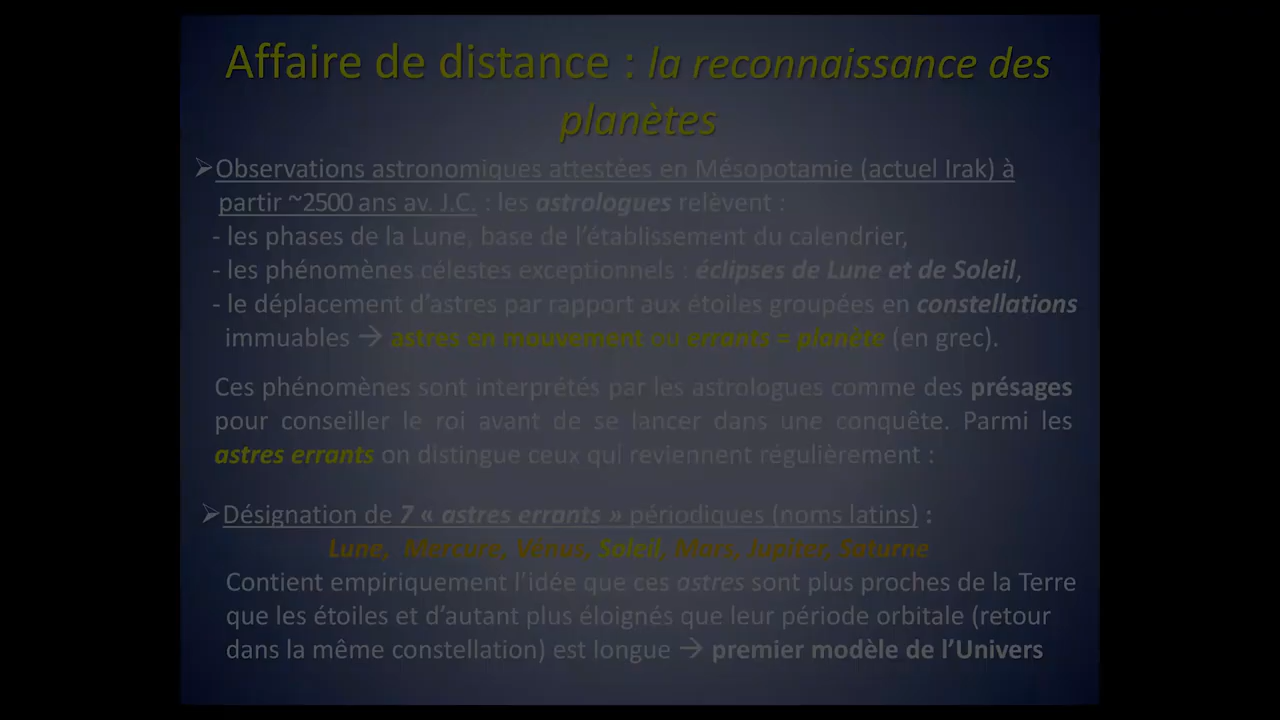 Affaire de distance : la reconnaissance des
planètes
➢Observations astronomiques attestées en Mésopotamie (actuel Irak) à
partir ~2500 ans av. J.C. : les astrologues relèvent :
- les phases de la Lune, base de l’établissement du calendrier,
- les phénomènes célestes exceptionnels : éclipses de Lune et de Soleil,
- le déplacement d’astres par rapport aux étoiles groupées en constellations
immuables → astres en mouvement ou errants = planète (en grec).
Ces phénomènes sont interprétés par les astrologues comme des présages
pour conseiller le roi avant de se lancer dans une conquête. Parmi les
astres errants on distingue ceux qui reviennent régulièrement :
➢Désignation de 7 « astres errants » périodiques (noms latins) :
Lune, Mercure, Vénus, Soleil, Mars, Jupiter, Saturne
Contient empiriquement l’idée que ces astres sont plus proches de la Terre
que les étoiles et d’autant plus éloignés que leur période orbitale (retour
dans la même constellation) est longue → premier modèle de l’Univers